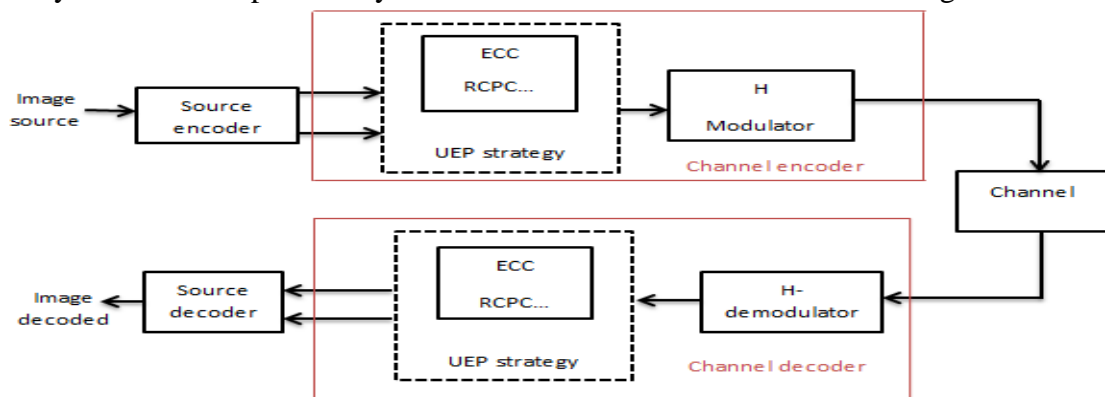 ECC
RCPC...
UEP strategy
Image
source
Source
encoder
H
Modulator
Channel encoder
Channel
ECC
RCPC...
UEP strategy
H-
demodulator
Channel decoder
Source
decoder
Image
decoded